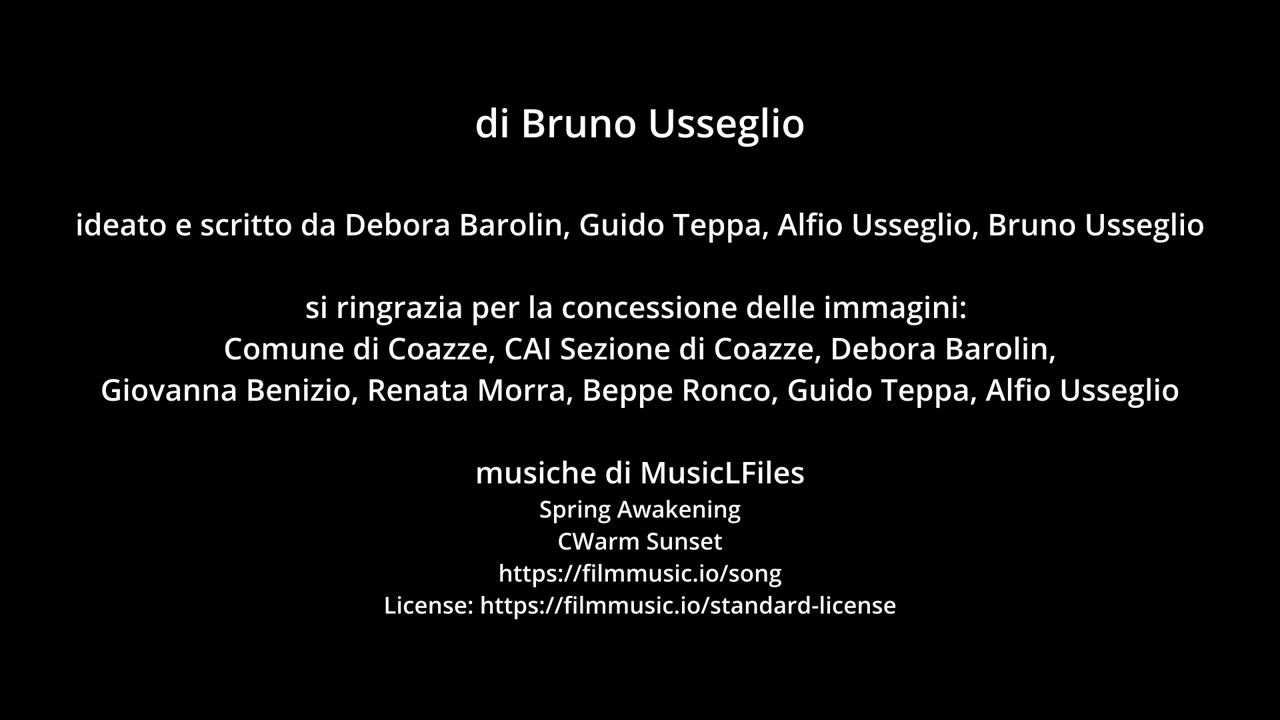 di Bruno Usseglio
ideato e scritto da Debora Barolin, Guido Teppa, Alfio Usseglio, Bruno Usseglio
si ringrazia per la concessione delle immagini:
Comune di Coazze, CAI Sezione di Coazze, Debora Barolin,
Giovanna Benizio, Renata Morra, Beppe Ronco, Guido Teppa, Alfio Usseglio
musiche di MusicLFiles
Spring Awakening
CWarm Sunset
https://filmmusic.io/song
License: https://filmmusic.io/standard-license